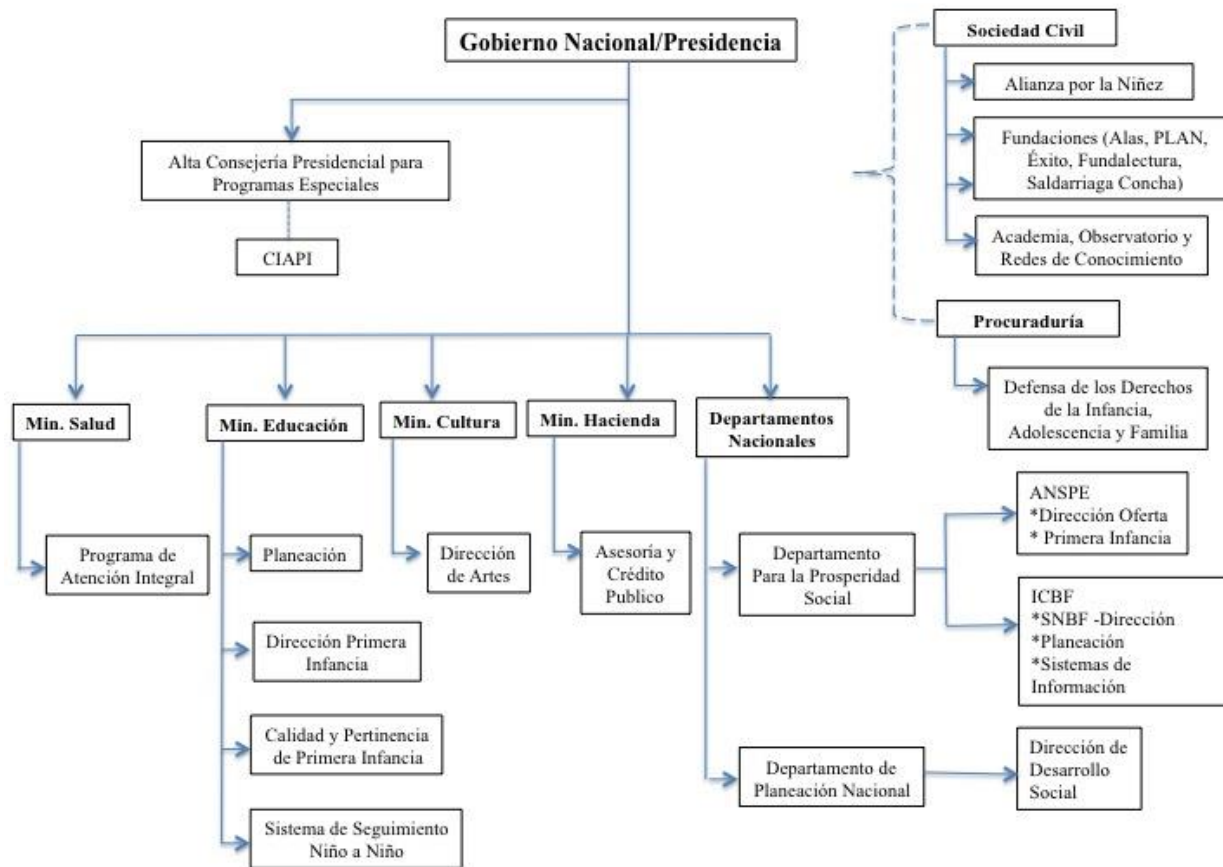 Gobierno Nacional/Presidencia
Alta Consejería Presidencial para
Programas Especiales
CIAPI
Sociedad Civil
Alianza por la Niñez
Fundaciones (Alas, PLAN,
Éxito, Fundalectura,
Saldarriaga Concha)
Academia, Observatorio y
Redes de Conocimiento
Procuraduría
Defensa de los Derechos
de la Infancia,
Adolescencia y Familia
Min. Salud
Programa de
Atención Integral
Min. Educación
Planeación
Dirección Primera
Infancia
Calidad y Pertinencia
de Primera Infancia
Sistema de Seguimiento
Niño a Niño
Min. Cultura
Dirección
de Artes
Min. Hacienda
Asesoría y
Crédito
Publico
Departamentos
Nacionales
Departamento
Para la Prosperidad
Social
ANSPE
*Dirección Oferta
* Primera Infancia
ICBF
*SNBF -Dirección
*Planeación
*Sistemas de
Información
Departamento de
Planeación Nacional
Dirección de
Desarrollo
Social